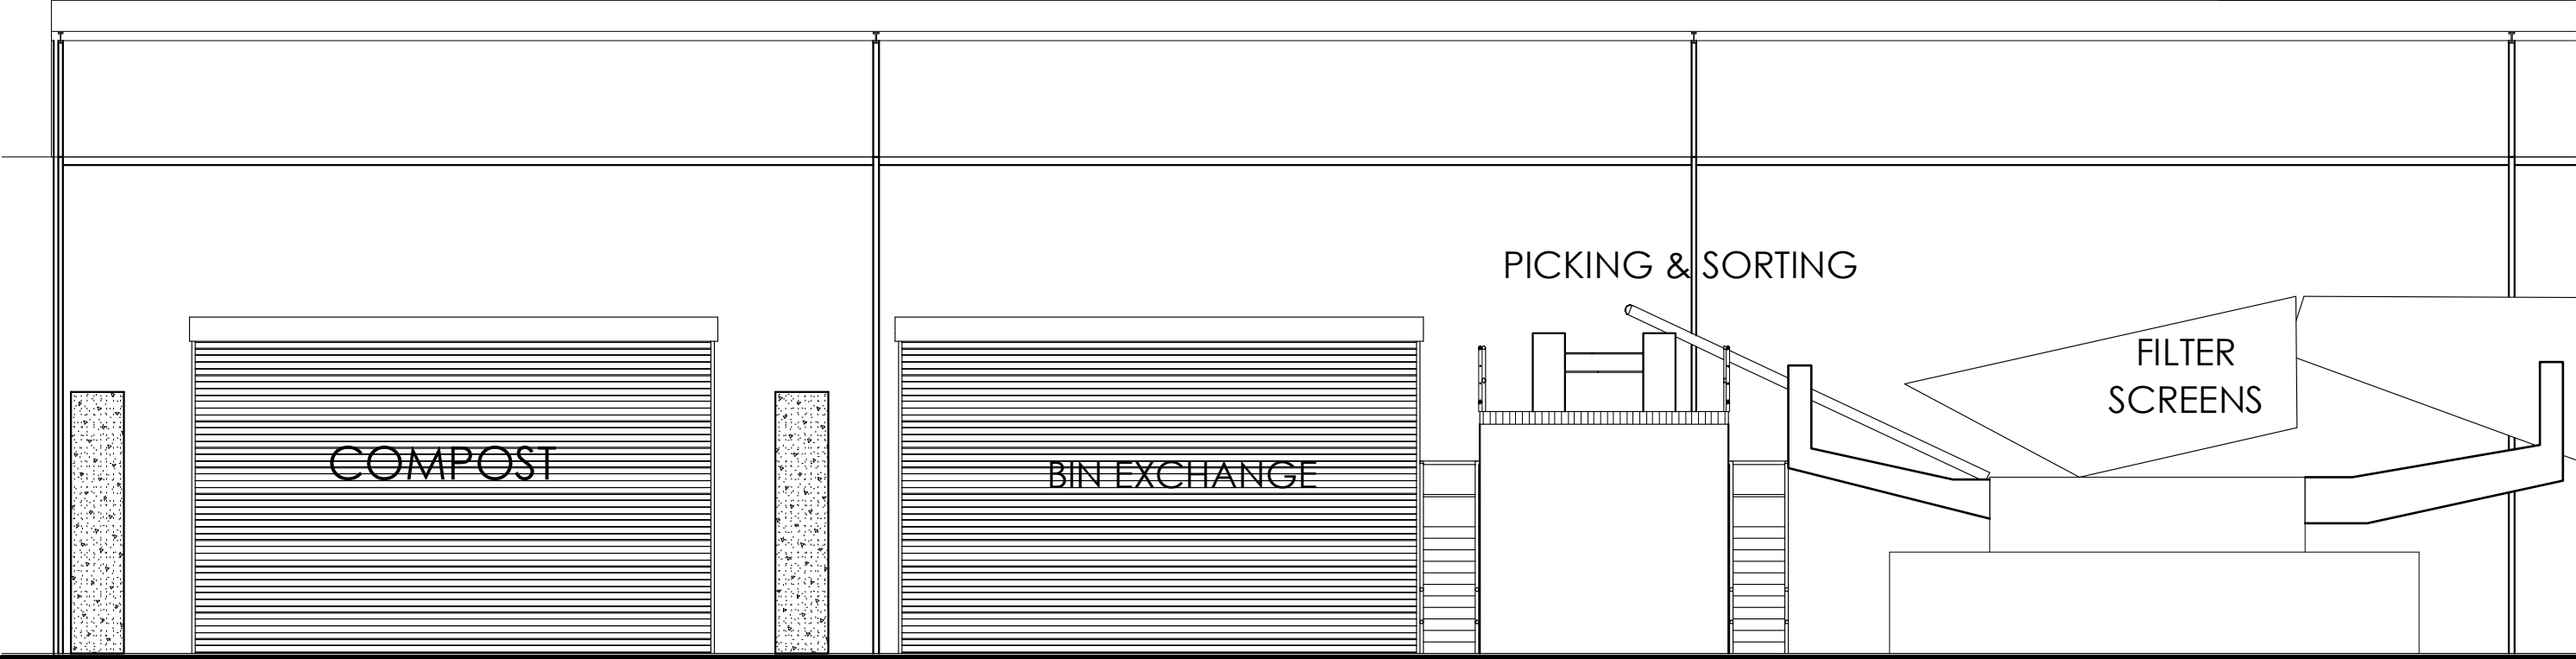 PICKING & SORTING
FILTER
SCREENS
COMPOST
BIN EXCHANGE